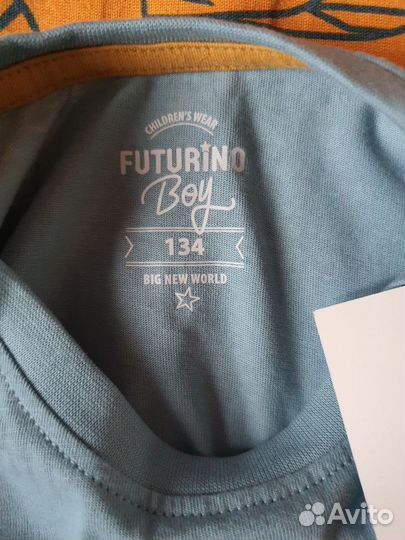 CHILDREN'S WEAR
FUTURINO
Boy
134
BIG NEW WORLD
Avito